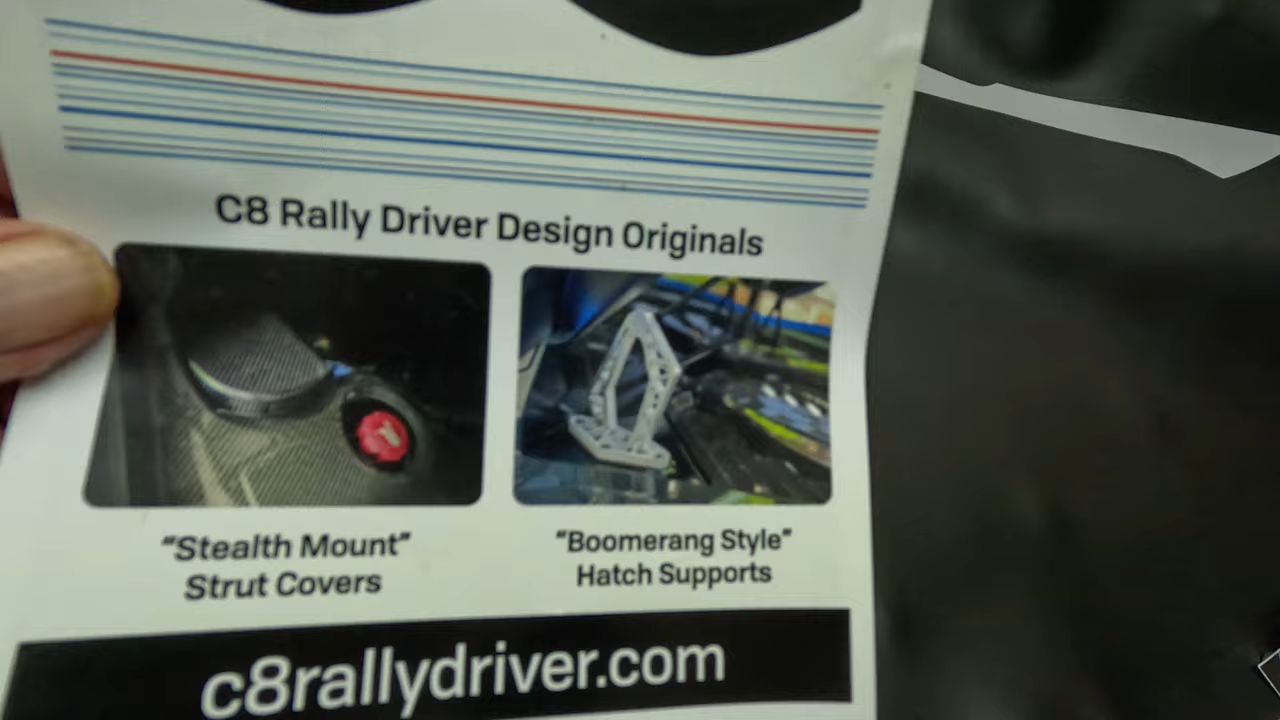 C8 Rally Driver Design Originals
“Stealth Mount”
Strut Covers
“Boomerang Style”
Hatch Supports
c8rallydriver.com